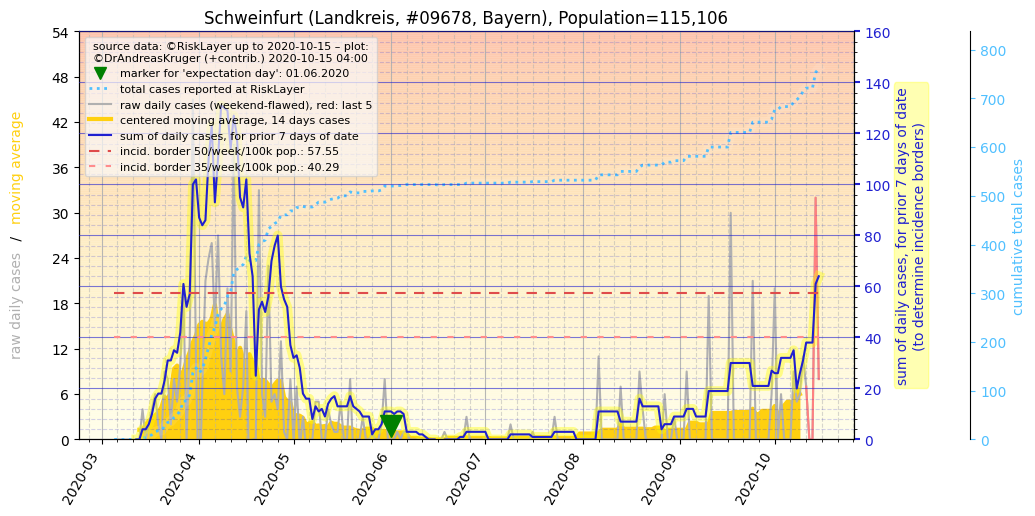 Schweinfurt (Landkreis, #09678, Bayern), Population=115,106
source data: ©RiskLayer up to 2020-10-15 – plot:
©DrAndreasKruger (+contrib.) 2020-10-15 04:00
marker for 'expectation day': 01.06.2020
total cases reported at RiskLayer
raw daily cases (weekend-flawed), red: last 5
centered moving average, 14 days cases
sum of daily cases, for prior 7 days of date
incid. border 50/week/100k pop.: 57.55
incid. border 35/week/100k pop.: 40.29
raw daily cases / moving average
54
48
42
36
30
24
18
12
6
0
2020-03
2020-04
2020-05
2020-06
2020-07
2020-08
2020-09
2020-10
160
140
120
100
80
60
40
20
0
sum of daily cases, for prior 7 days of date
(to determine incidence borders)
800
700
600
500
400
300
200
100
0
cumulative total cases